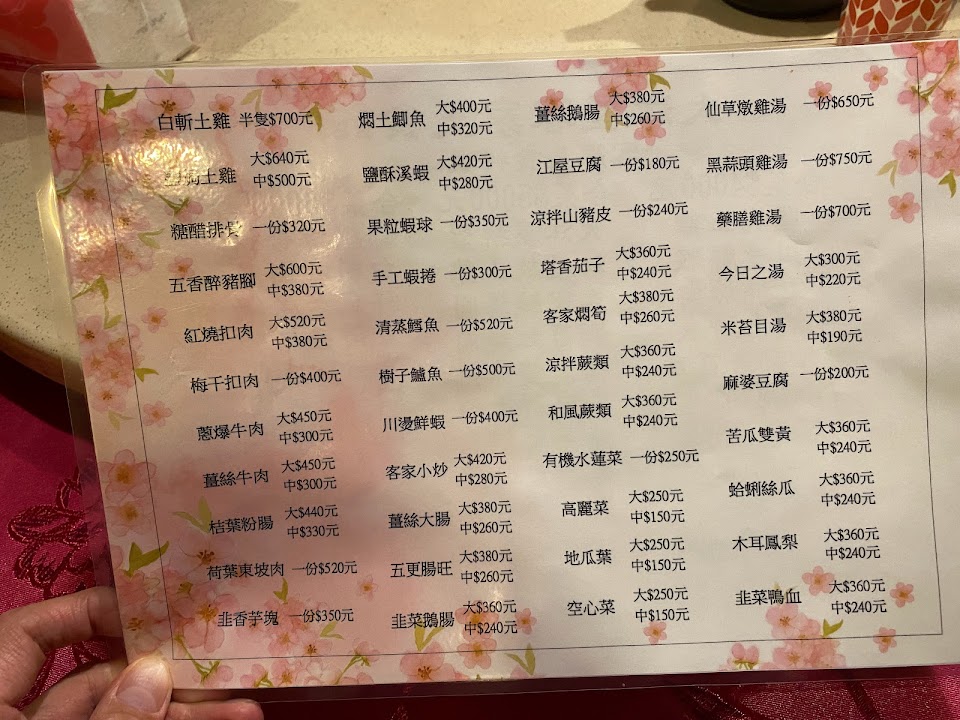 白斬土雞 半隻$700元
土雞 大$640元
中$500元
糖醋排骨 一份$320元
五香醉豬腳 大$600元
中$380元
紅燒扣肉 大$520元
中$380元
梅干扣肉 一份$400元
蔥爆牛肉 大$450元
中$300元
薑絲牛肉 大$450元
中$300元
桔葉粉腸 大$440元
中$330元
荷葉東坡肉 一份$520元
韭香芋塊 一份$350元
燜土鯽魚 大$400元
中$320元
鹽酥溪蝦 大$420元
中$280元
果粒蝦球 一份$350元
手工蝦捲 一份$300元
清蒸鱈魚 一份$520元
樹子鱸魚 一份$500元
川燙鮮蝦 一份$400元
客家小炒 大$420元
中$280元
薑絲大腸 大$380元
中$260元
五更腸旺 大$380元
中$260元
韭菜鵝腸 大$360元
中$240元
薑絲鵝腸 大$380元
中$260元
江屋豆腐 一份$180元
涼拌山豬皮 一份$240元
塔香茄子 大$360元
中$240元
客家燜筍 大$380元
中$260元
涼拌蕨類 大$360元
中$240元
和風蕨類 大$360元
中$240元
有機水蓮菜 一份$250元
高麗菜 大$250元
中$150元
地瓜葉 大$250元
中$150元
空心菜 大$250元
中$150元
仙草燉雞湯 一份$650元
黑蒜頭雞湯 一份$750元
藥膳雞湯 一份$700元
今日之湯 大$300元
中$220元
米苔目湯 大$380元
中$190元
麻婆豆腐 一份$200元
苦瓜雙黃 大$360元
中$240元
蛤蜊絲瓜 大$360元
中$240元
木耳鳳梨 大$360元
中$240元
韭菜鴨血 大$360元
中$240元